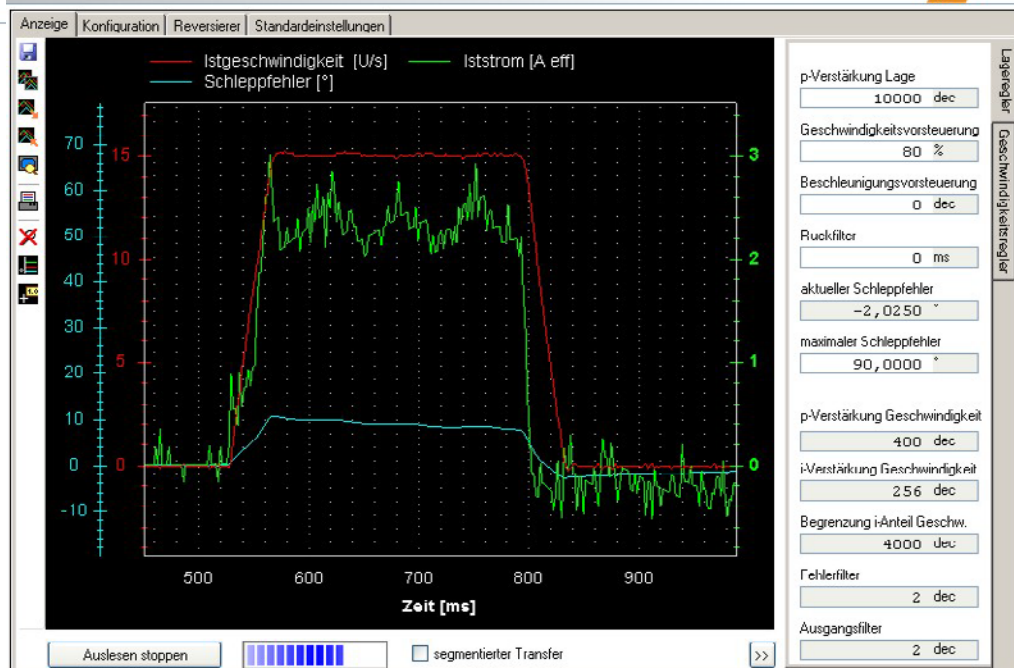 Anzeige Konfiguration Reversierer Standardeinstellungen
Istgeschwindigkeit [U/s] Iststrom [A eff]
Schleppfehler [°]
70
60
50
40
30
20
10
0
-10
15
10
5
0
3
2
1
0
500 600 700 800 900
Zeit [ms]
Auslesen stoppen
segmentierter Transfer
>>
p-Verstärkung Lage
10000 dec
Geschwindigkeitsvorsteuerung
80 %
Beschleunigungsvorsteuerung
0 dec
Ruckfilter
0 ms
aktueller Schleppfehler
-2,0250 °
maximaler Schleppfehler
90,0000 °
p-Verstärkung Geschwindigkeit
400 dec
i-Verstärkung Geschwindigkeit
256 dec
Begrenzung i-Anteil Geschw.
4000 dec
Fehlerfilter
2 dec
Ausgangsfilter
2 dec
Lageregler
Geschwindigkeitsregler